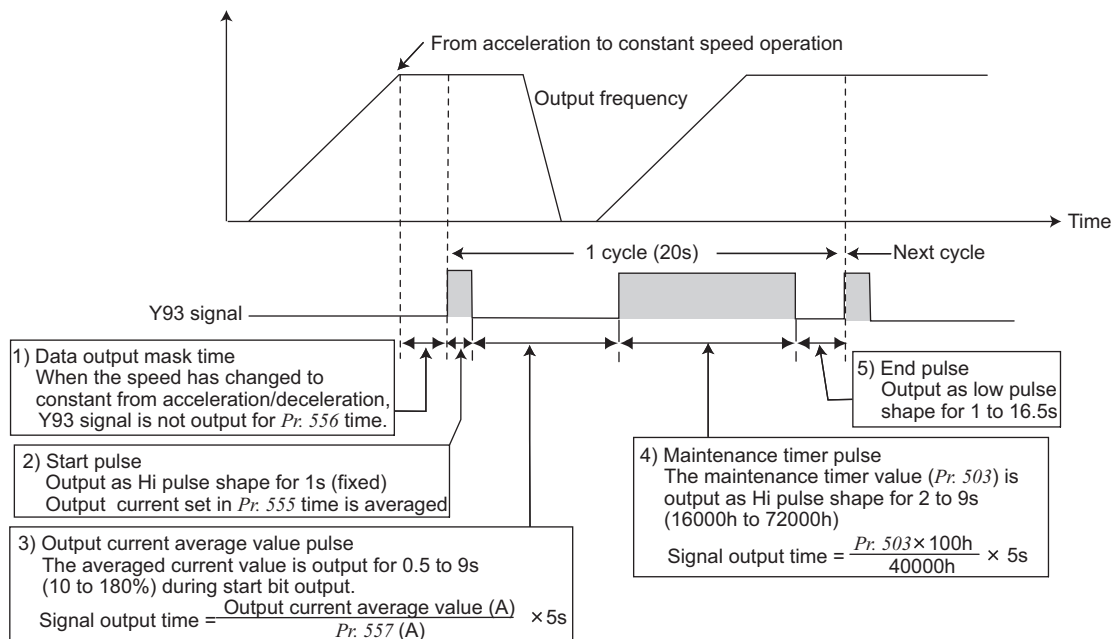 From acceleration to constant speed operation
Output frequency
Time
1 cycle (20s)
Next cycle
Y93 signal
1) Data output mask time
When the speed has changed to
constant from acceleration/deceleration,
Y93 signal is not output for Pr. 556 time.
2) Start pulse
Output as Hi pulse shape for 1s (fixed)
Output current set in Pr. 555 time is averaged
3) Output current average value pulse
The averaged current value is output for 0.5 to 9s
(10 to 180%) during start bit output.
Signal output time = Output current average value (A) / Pr. 557 (A) ×5s
4) Maintenance timer pulse
The maintenance timer value (Pr. 503) is
output as Hi pulse shape for 2 to 9s
(16000h to 72000h)
Signal output time = Pr. 503×100h / 40000h × 5s
5) End pulse
Output as low pulse
shape for 1 to 16.5s